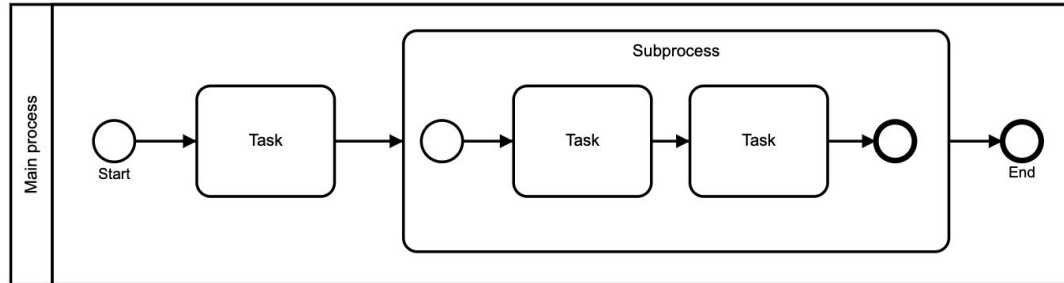 Main process
Subprocess
Start
Task
Task
Task
End